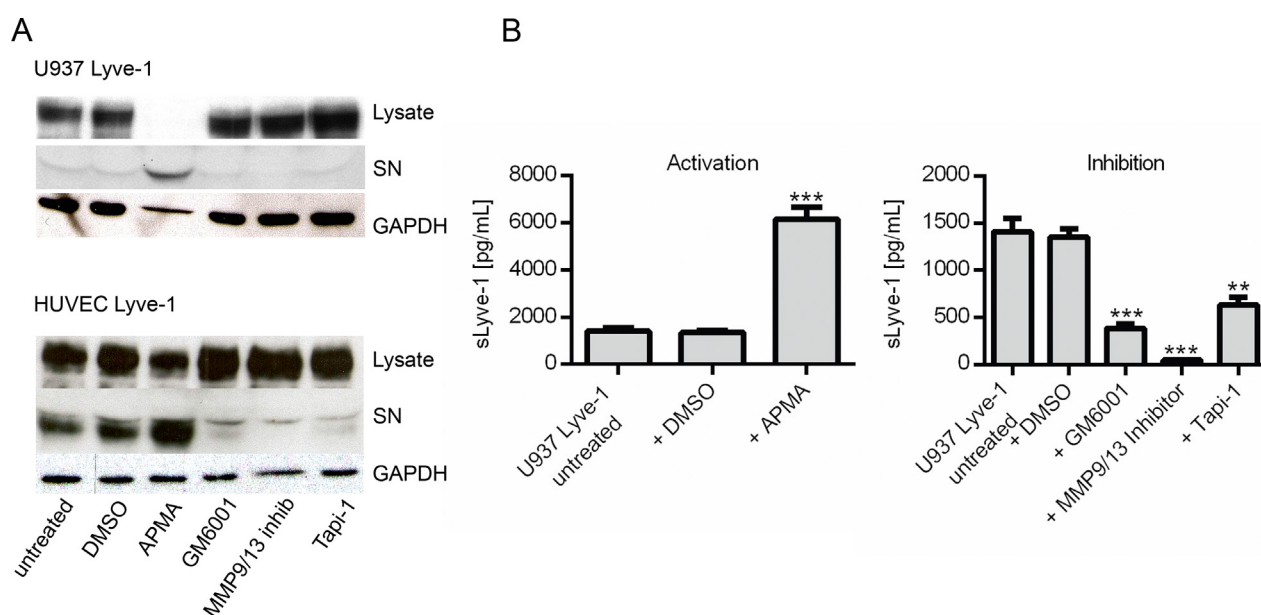 A
U937 Lyve-1
Lysate
SN
GAPDH
HUVEC Lyve-1
Lysate
SN
GAPDH
untreated
DMSO
APMA
GM6001
MMP9/13 inhib
Tapi-1
B
Activation
sLyve-1 [pg/mL]
8000
6000
4000
2000
0
***
U937 Lyve-1
untreated
+ DMSO
+ APMA
Inhibition
sLyve-1 [pg/mL]
2000
1500
1000
500
0
***
***
**
U937 Lyve-1
untreated
+ DMSO
+ GM6001
+ MMP9/13 Inhibitor
+ Tapi-1